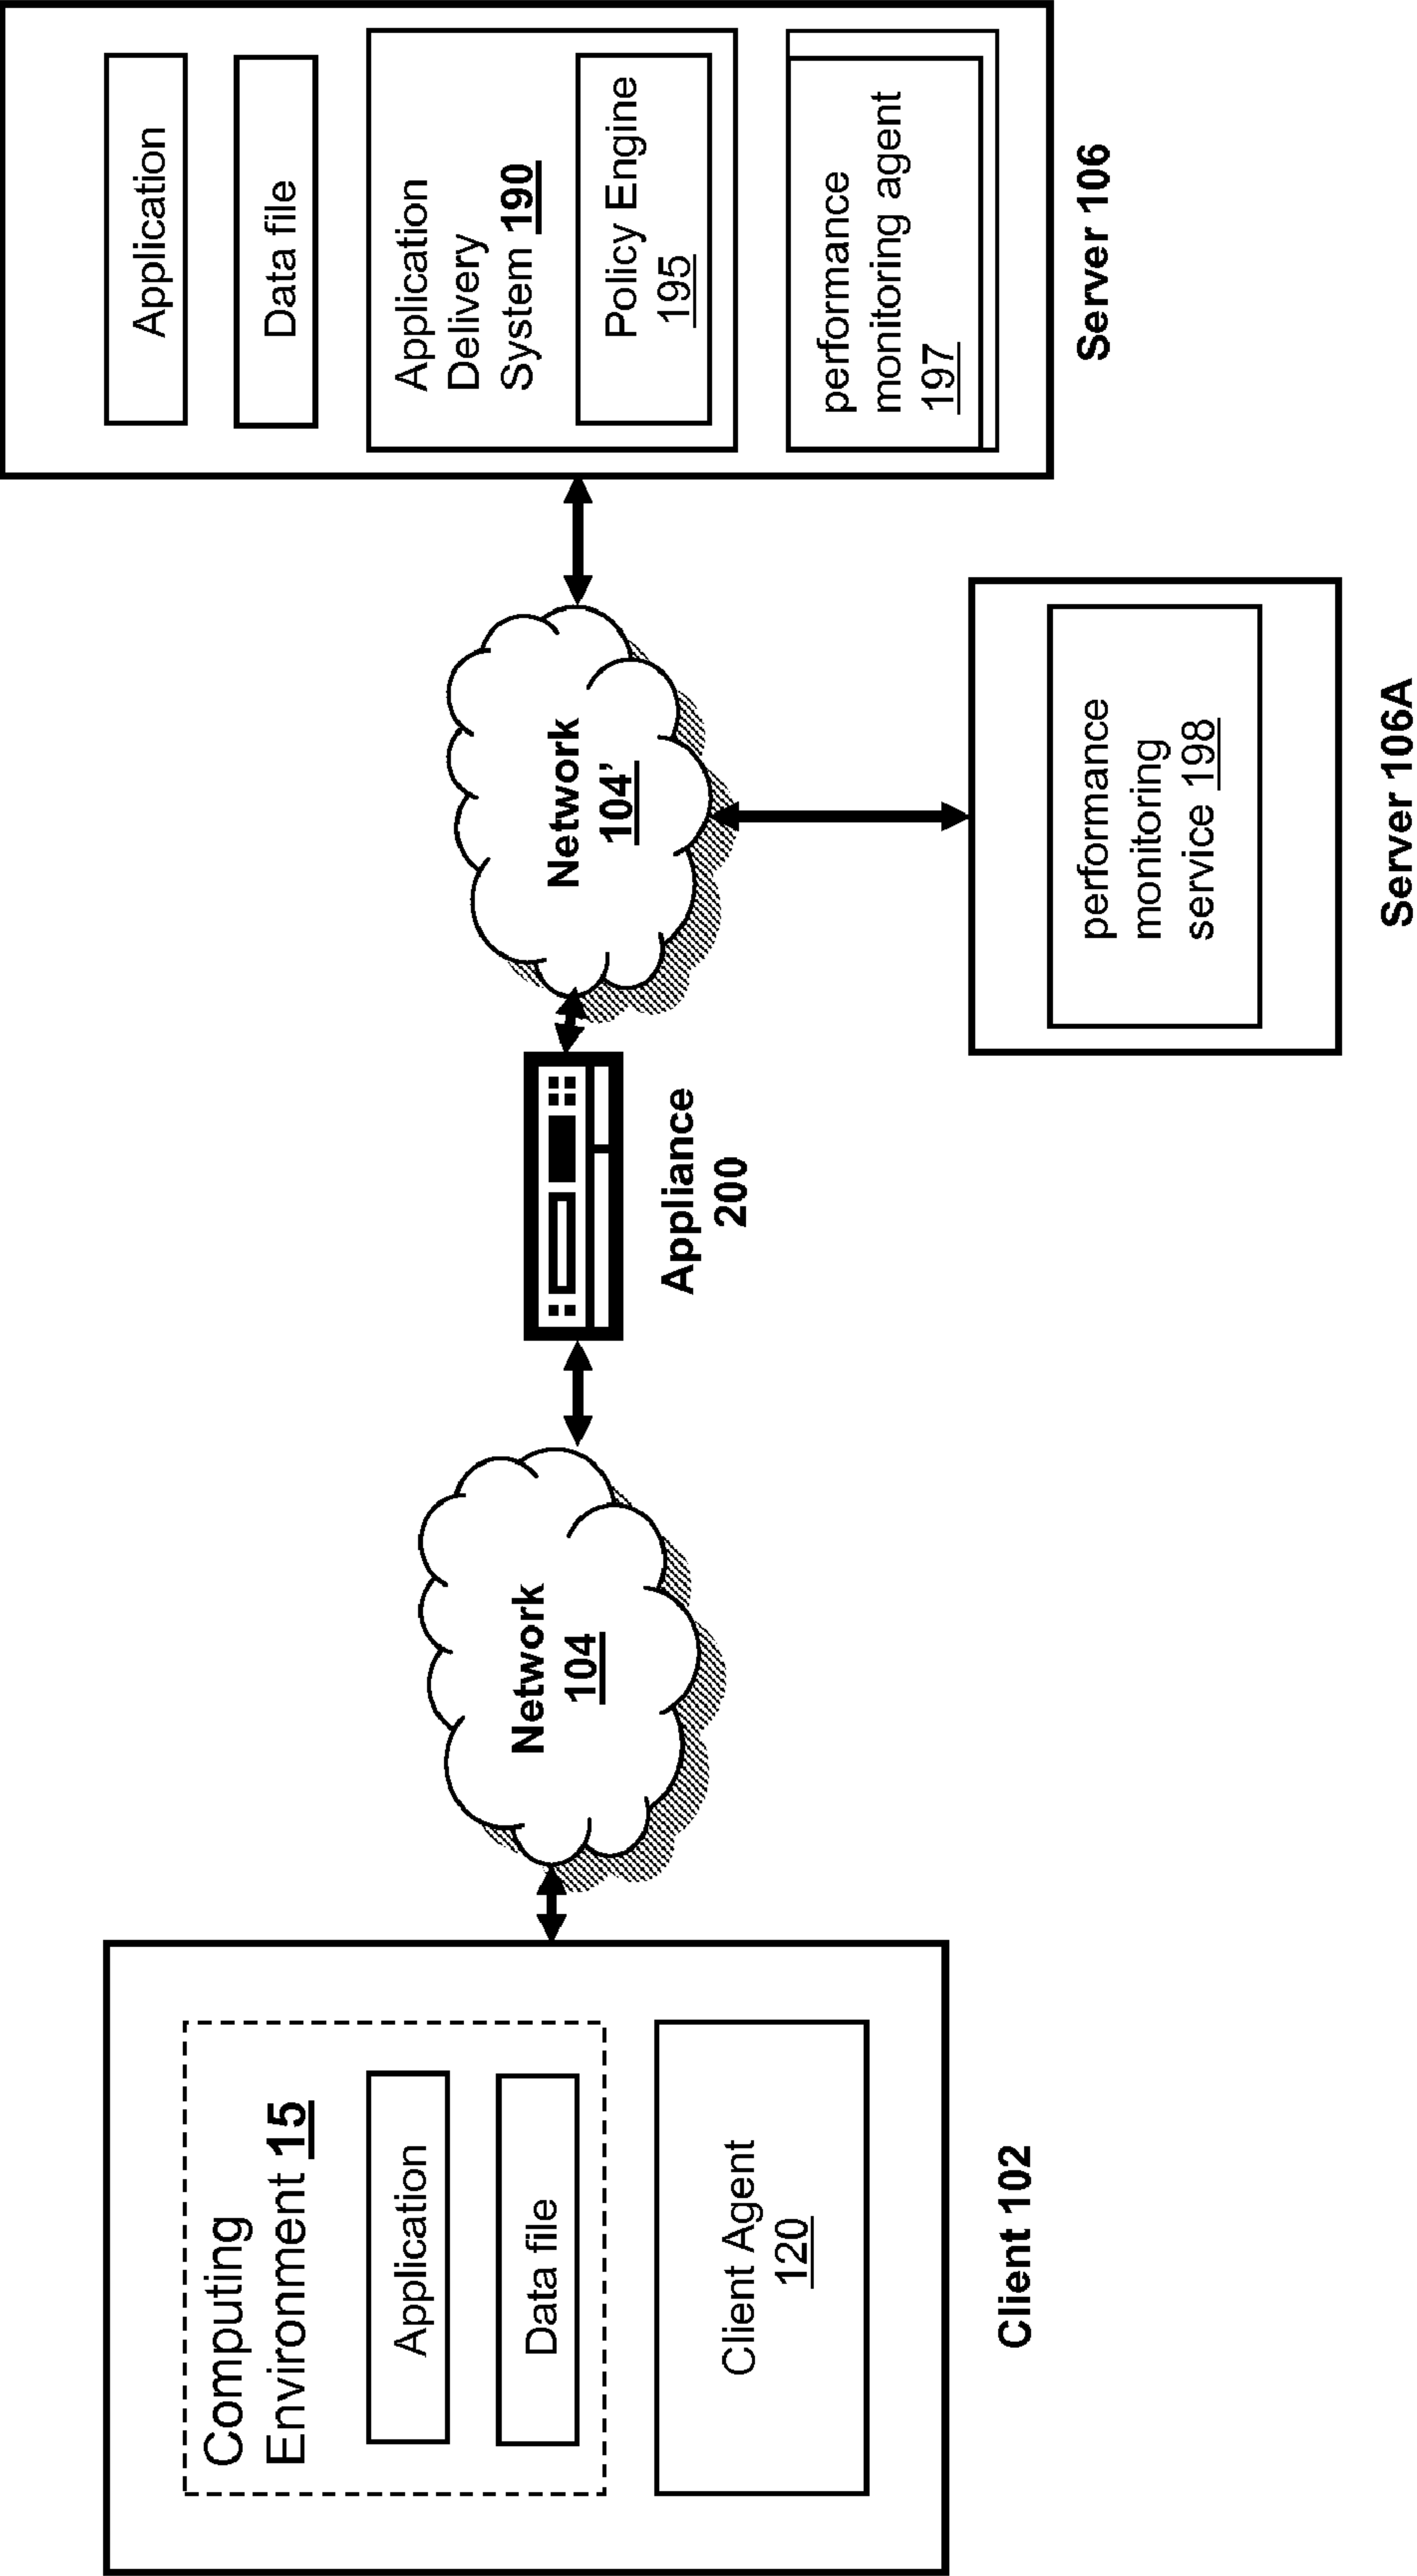 Computing
Environment 15
Application
Data file
Client Agent
120
Client 102
Network
104
Appliance
200
Network
104’
performance
monitoring
service 198
Server 106A
Application
Data file
Application
Delivery
System 190
Policy Engine
195
performance
monitoring agent
197
Server 106